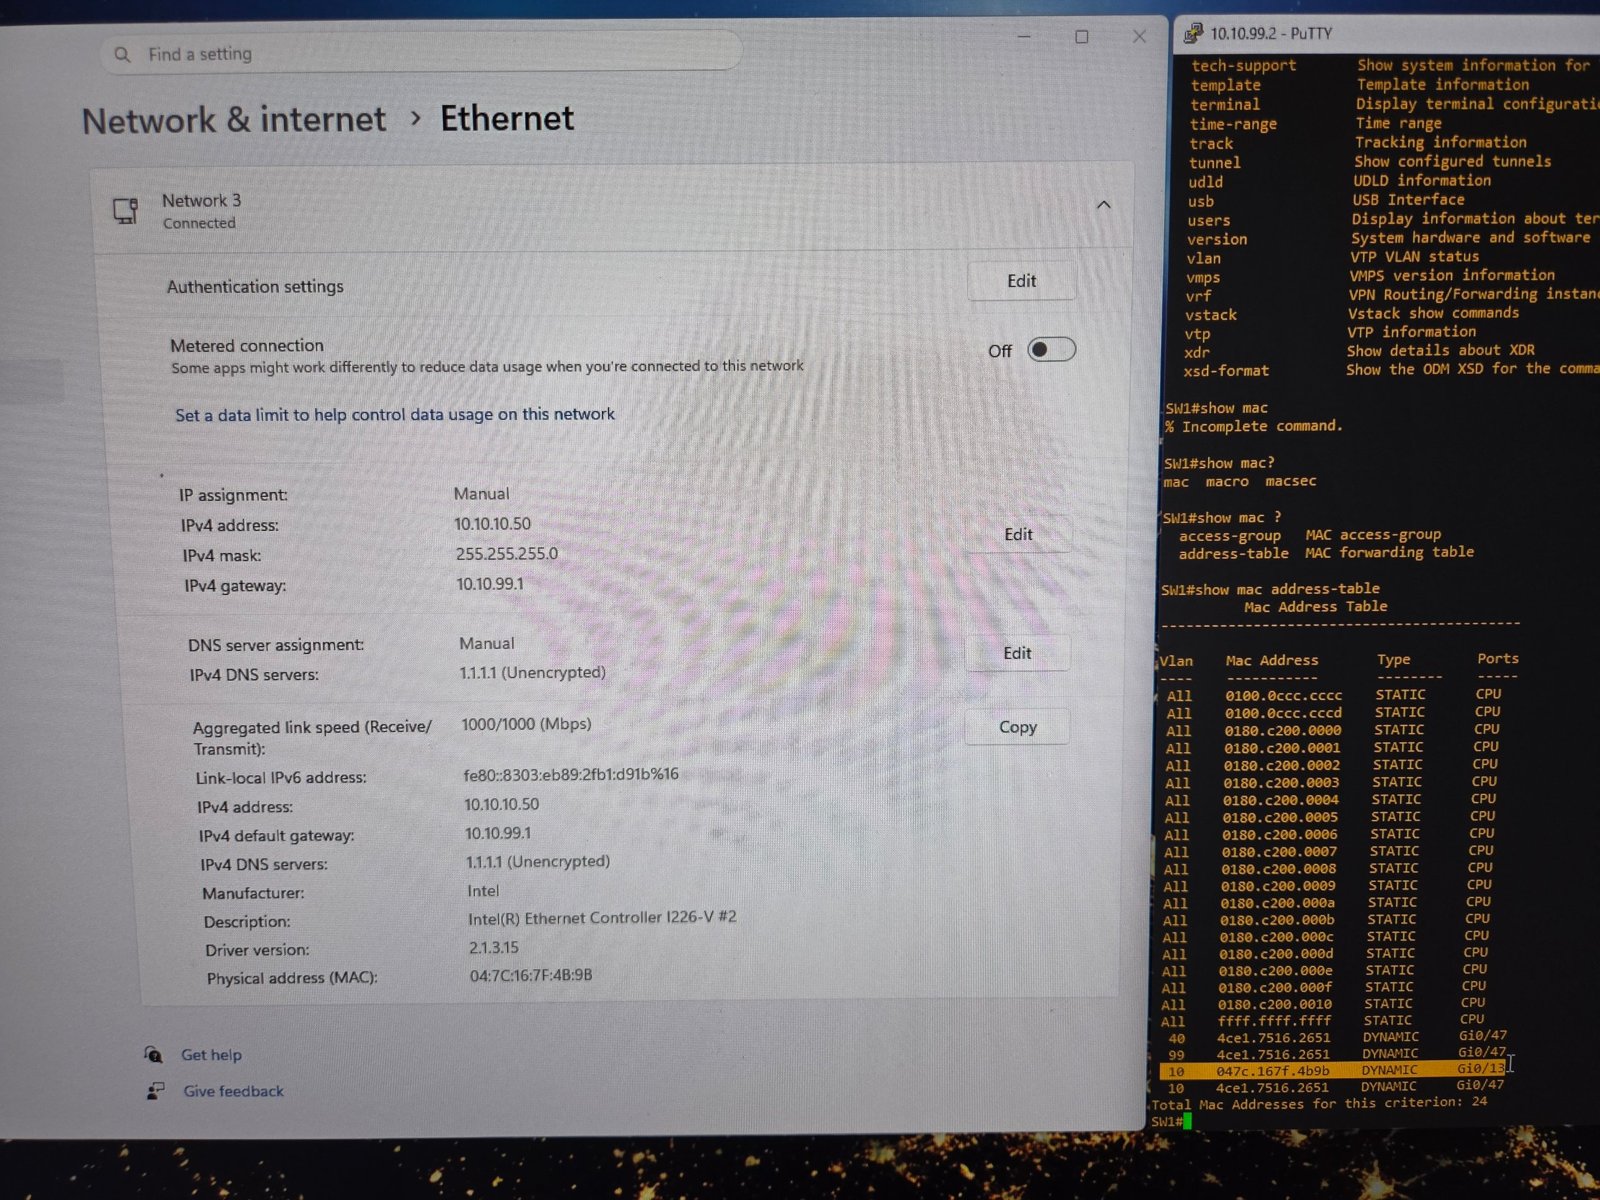 Find a setting
Network & internet > Ethernet
Network 3
Connected
Authentication settings
Edit
Metered connection
Some apps might work differently to reduce data usage when you're connected to this network
Off
Set a data limit to help control data usage on this network
IP assignment: Manual
IPv4 address: 10.10.10.50
IPv4 mask: 255.255.255.0
IPv4 gateway: 10.10.99.1
Edit
DNS server assignment: Manual
IPv4 DNS servers: 1.1.1.1 (Unencrypted)
Edit
Aggregated link speed (Receive/
Transmit):
1000/1000 (Mbps)
Copy
Link-local IPv6 address: fe80::8303:eb89:2fb1:d91b%16
IPv4 address: 10.10.10.50
IPv4 default gateway: 10.10.99.1
IPv4 DNS servers: 1.1.1.1 (Unencrypted)
Manufacturer: Intel
Description: Intel(R) Ethernet Controller I226-V #2
Driver version: 2.1.3.15
Physical address (MAC): 04:7C:16:7F:4B:9B
Get help
Give feedback
10.10.99.2 - PuTTY
tech-support Show system information for
template Template information
terminal Display terminal configurati
time-range Time range
track Tracking information
tunnel Show configured tunnels
udld UDLD information
usb USB Interface
users Display information about ter
version System hardware and software
vlan VTP VLAN status
vmps VMPS version information
vrf VPN Routing/Forwarding instan
vstack Vstack show commands
vtp VTP information
xdr Show details about XDR
xsd-format Show the ODM XSD for the comma
SW1#show mac
% Incomplete command.
SW1#show mac?
mac macro macsec
SW1#show mac ?
access-group MAC access-group
address-table MAC forwarding table
SW1#show mac address-table
Mac Address Table
-------------------------------------------
Vlan Mac Address Type Ports
---- ----------- -------- -----
All 0100.0ccc.cccc STATIC CPU
All 0100.0ccc.cccd STATIC CPU
All 0180.c200.0000 STATIC CPU
All 0180.c200.0001 STATIC CPU
All 0180.c200.0002 STATIC CPU
All 0180.c200.0003 STATIC CPU
All 0180.c200.0004 STATIC CPU
All 0180.c200.0005 STATIC CPU
All 0180.c200.0006 STATIC CPU
All 0180.c200.0007 STATIC CPU
All 0180.c200.0008 STATIC CPU
All 0180.c200.0009 STATIC CPU
All 0180.c200.000a STATIC CPU
All 0180.c200.000b STATIC CPU
All 0180.c200.000c STATIC CPU
All 0180.c200.000d STATIC CPU
All 0180.c200.000e STATIC CPU
All 0180.c200.000f STATIC CPU
All 0180.c200.0010 STATIC CPU
All ffff.ffff.ffff STATIC CPU
40 4ce1.7516.2651 DYNAMIC Gi0/47
99 4ce1.7516.2651 DYNAMIC Gi0/47
10 047c.167f.4b9b DYNAMIC Gi0/13
10 4ce1.7516.2651 DYNAMIC Gi0/47
Total Mac Addresses for this criterion: 24
SW1#